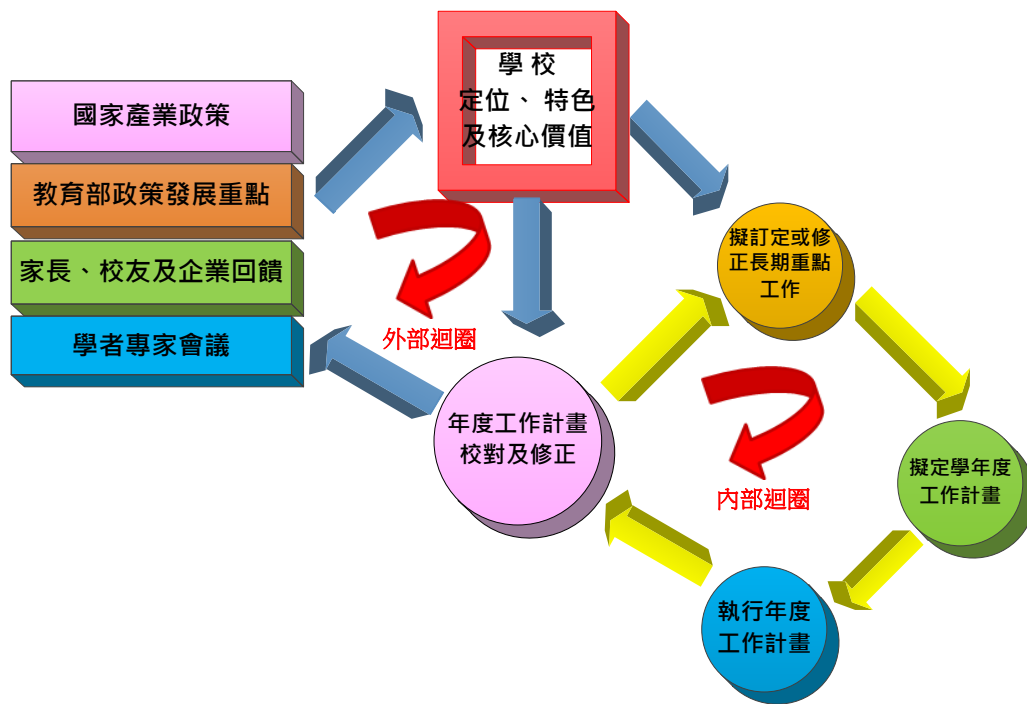 學 校
定位、 特色
及核心價值
國家產業政策
教育部政策發展重點
家長、校友及企業回饋
學者專家會議
擬訂定或修
正長期重點
工作
外部迴圈
年度工作計畫
校對及修正
擬定學年度
工作計畫
內部迴圈
執行年度
工作計畫